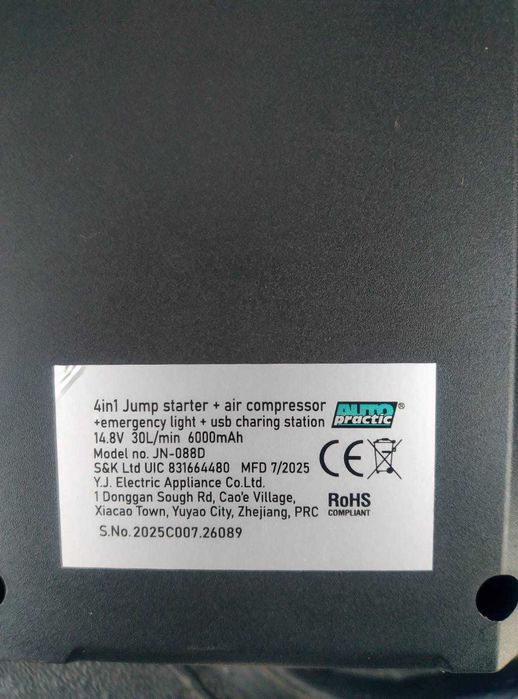 4in1 Jump starter + air compressor
+emergency light + usb charing station
14.8V 30L/min 6000mAh
Model no. JN-088D
S&K Ltd UIC 831664480 MFD 7/2025
Y.J. Electric Appliance Co.Ltd.
1 Donggan Sough Rd, Cao'e Village,
Xiacao Town, Yuyao City, Zhejiang, PRC
S.No. 2025C007.26089
AUTO ®
practic
CE
RoHS
COMPLIANT